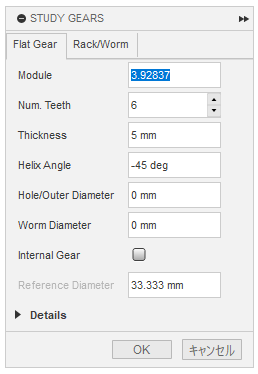 STUDY GEARS
Flat Gear Rack/Worm
Module 3.92837
Num. Teeth 6
Thickness 5 mm
Helix Angle -45 deg
Hole/Outer Diameter 0 mm
Worm Diameter 0 mm
Internal Gear
Reference Diameter 33.333 mm
Details
OK キャンセル